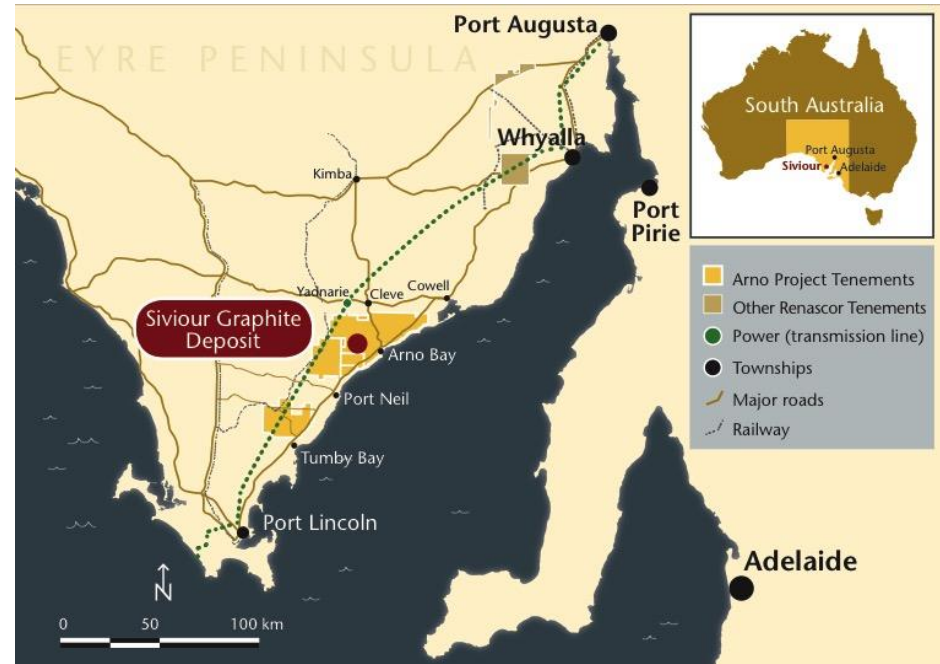 EYRE PENINSULA
Port Augusta
Whyalla
Kimba
Port
Pirie
Yadnarie
Cleve
Cowell
Siviour Graphite
Deposit
Arno Bay
Port Neil
Tumby Bay
Port Lincoln
Adelaide
N
0 50 100 km
South Australia
Port Augusta
Siviour
Adelaide
Arno Project Tenements
Other Renascor Tenements
Power (transmission line)
Townships
Major roads
Railway